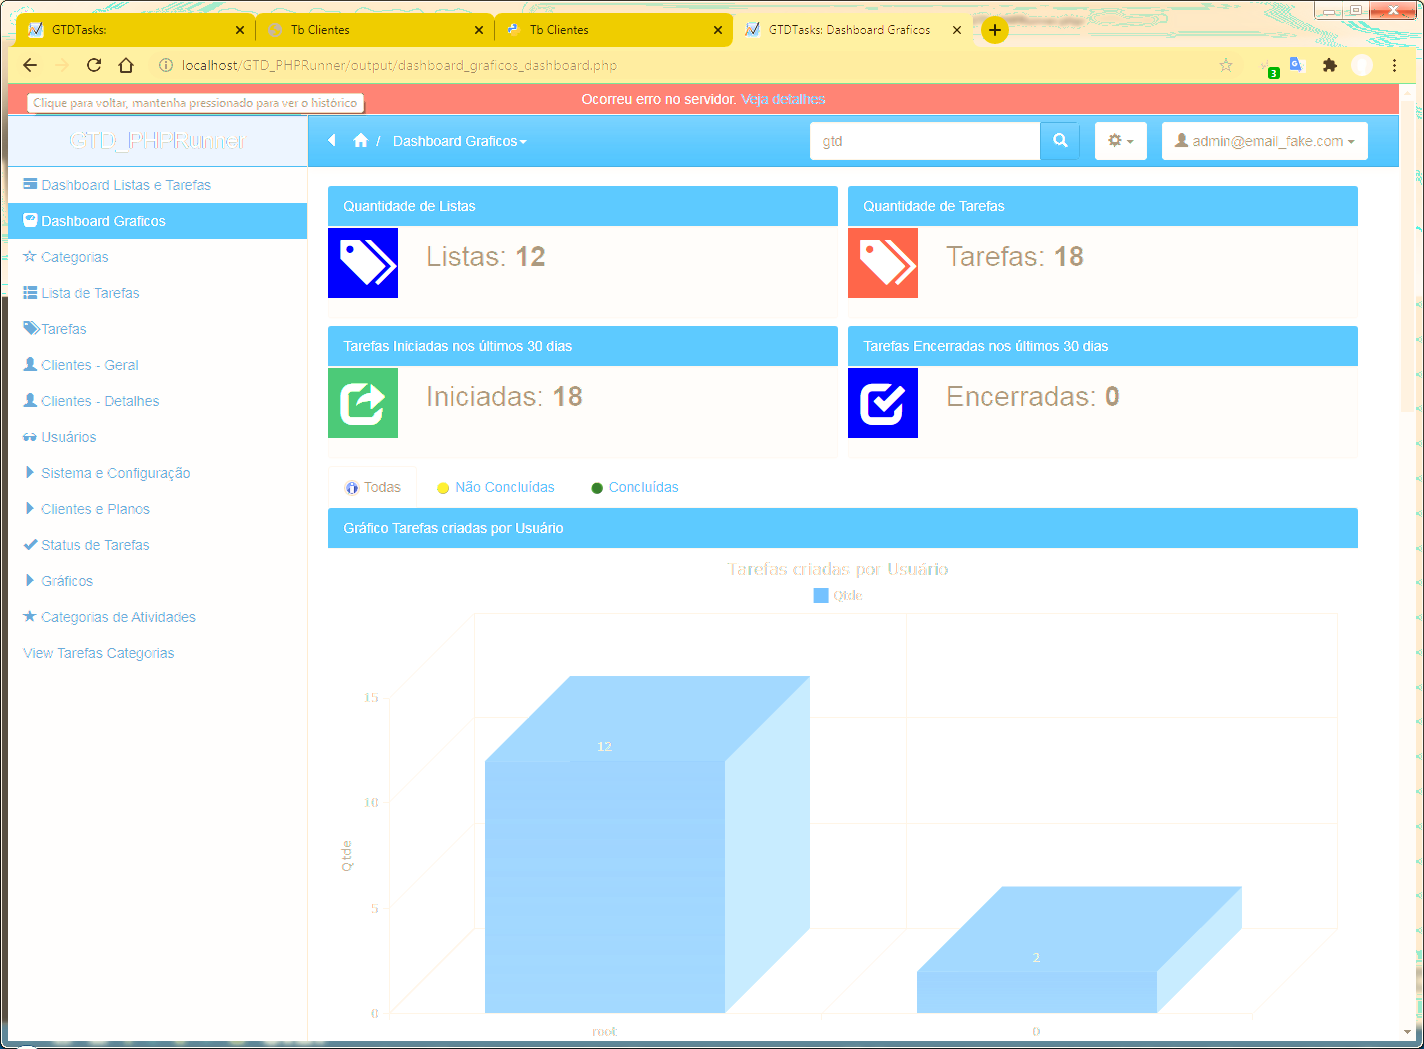 GTDTasks:
Tb Clientes
Tb Clientes
GTDTasks: Dashboard Graficos
localhost/GTD_PHPRunner/output/dashboard_graficos_dashboard.php
3
Clique para voltar, mantenha pressionado para ver o histórico
Ocorreu erro no servidor. Veja detalhes
GTD_PHPRunner
/ Dashboard Graficos
gtd
admin@email_fake.com
Dashboard Listas e Tarefas
Dashboard Graficos
Categorias
Lista de Tarefas
Tarefas
Clientes - Geral
Clientes - Detalhes
Usuários
Sistema e Configuração
Clientes e Planos
Status de Tarefas
Gráficos
Categorias de Atividades
View Tarefas Categorias
Quantidade de Listas
Listas: 12
Quantidade de Tarefas
Tarefas: 18
Tarefas Iniciadas nos últimos 30 dias
Iniciadas: 18
Tarefas Encerradas nos últimos 30 dias
Encerradas: 0
Todas
Não Concluidas
Concluidas
Gráfico Tarefas criadas por Usuário
Tarefas criadas por Usuário
Qtde
15
10
5
0
Qtde
12
2
root
0